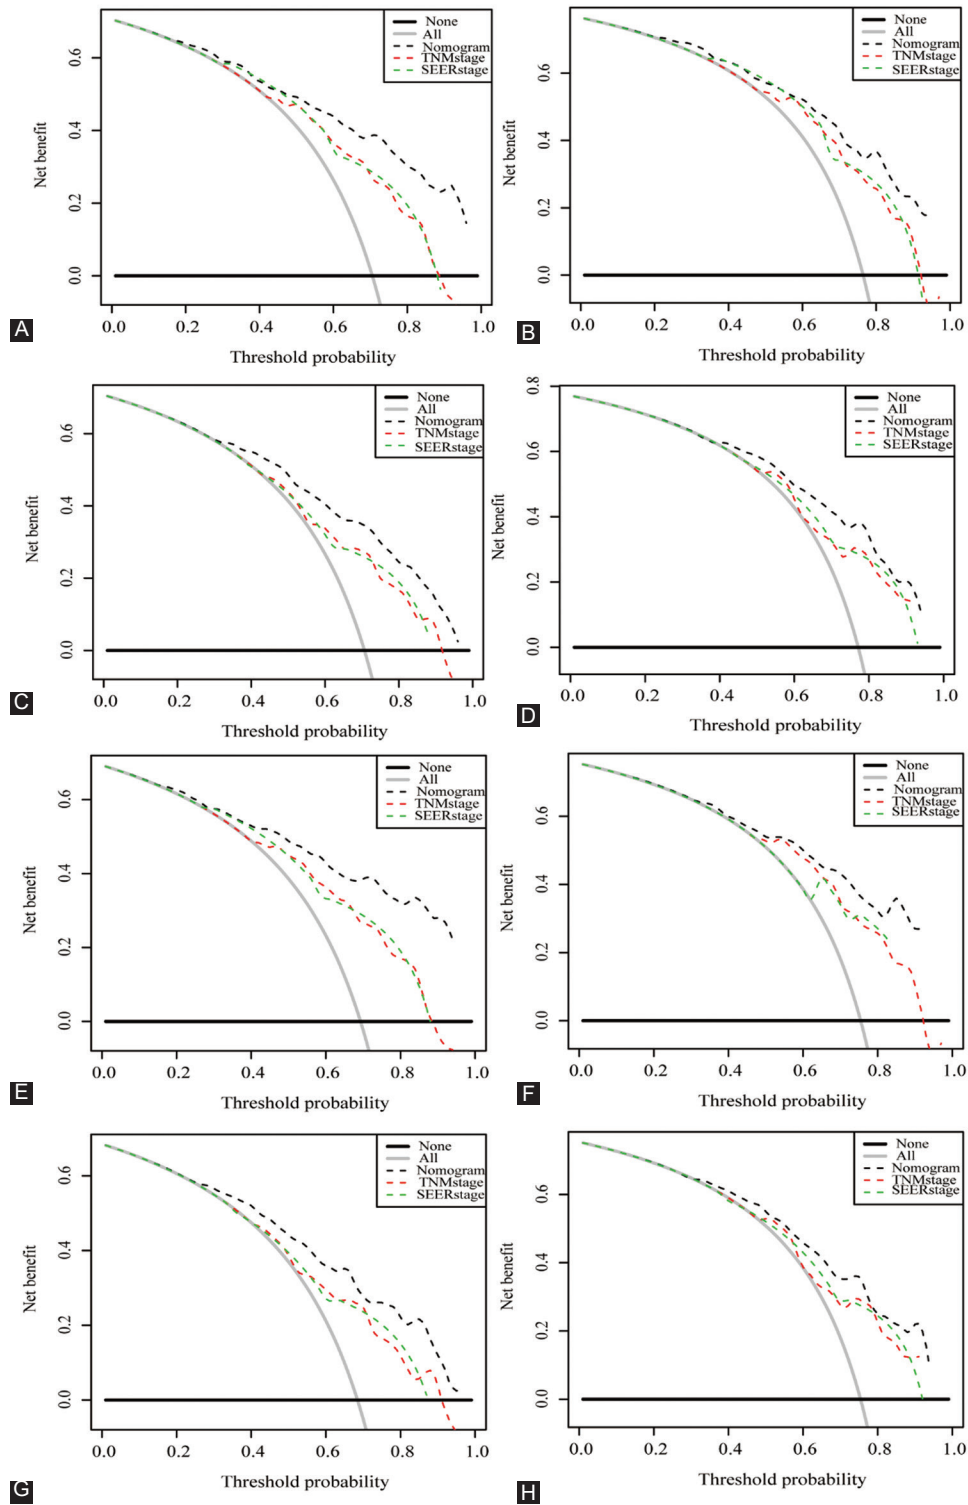 None
All
Nomogram
TNMstage
SEERstage
Net benefit
0.0 0.2 0.4 0.6
0.0 0.2 0.4 0.6 0.8 1.0
Threshold probability
A
None
All
Nomogram
TNMstage
SEERstage
Net benefit
0.0 0.2 0.4 0.6
0.0 0.2 0.4 0.6 0.8 1.0
Threshold probability
B
None
All
Nomogram
TNMstage
SEERstage
Net benefit
0.0 0.2 0.4 0.6
0.0 0.2 0.4 0.6 0.8 1.0
Threshold probability
C
None
All
Nomogram
TNMstage
SEERstage
Net benefit
0.0 0.2 0.4 0.6 0.8
0.0 0.2 0.4 0.6 0.8 1.0
Threshold probability
D
None
All
Nomogram
TNMstage
SEERstage
Net benefit
0.0 0.2 0.4 0.6
0.0 0.2 0.4 0.6 0.8 1.0
Threshold probability
E
None
All
Nomogram
TNMstage
SEERstage
Net benefit
0.0 0.2 0.4 0.6
0.0 0.2 0.4 0.6 0.8 1.0
Threshold probability
F
None
All
Nomogram
TNMstage
SEERstage
Net benefit
0.0 0.2 0.4 0.6
0.0 0.2 0.4 0.6 0.8 1.0
Threshold probability
G
None
All
Nomogram
TNMstage
SEERstage
Net benefit
0.0 0.2 0.4 0.6
0.0 0.2 0.4 0.6 0.8 1.0
Threshold probability
H